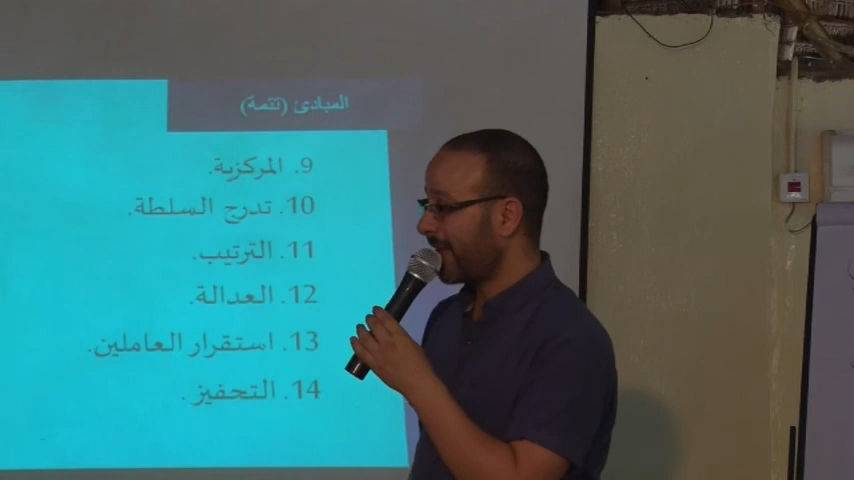 المبادئ (تتمة)
9. المركزية.
10. تدرج السلطة.
11. الترتيب.
12. العدالة.
13. استقرار العاملين.
14. التحفيز .